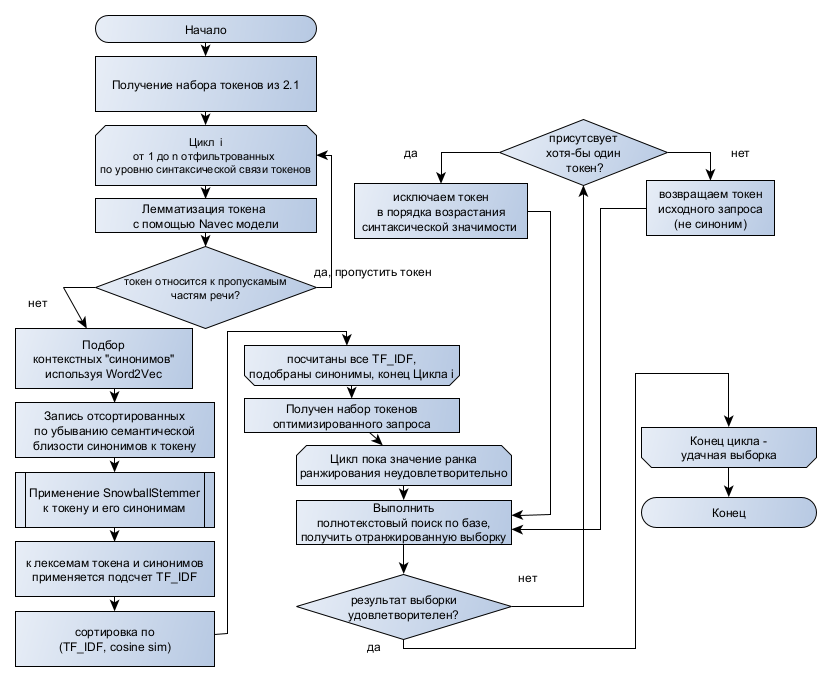 Начало
Получение набора токенов из 2.1
Цикл i
от 1 до n отфильтрованных
по уровню синтаксической связи токенов
Лемматизация токена
с помощью Navec модели
токен относится к пропускамым
частям речи?
да, пропустить токен
нет
Подбор
контекстных "синонимов"
используя Word2Vec
Запись отсортированных
по убыванию семантической
близости синонимов к токену
Применение SnowballStemmer
к токену и его синонимам
к лексемам токена и синонимов
применяется подсчет TF_IDF
сортировка по
(TF_IDF, cosine sim)
посчитаны все TF_IDF,
подобраны синонимы, конец Цикла i
Получен набор токенов
оптимизированного запроса
Цикл пока значение ранка
ранжирования неудовлетворительно
Выполнить
полнотекстовый поиск по базе,
получить отранжированную выборку
результат выборки
удовлетворителен?
нет
да
присутсвует
хотя-бы один
токен?
да
нет
исключаем токен
в порядка возрастания
синтаксической значимости
возвращаем токен
исходного запроса
(не синоним)
Конец цикла -
удачная выборка
Конец